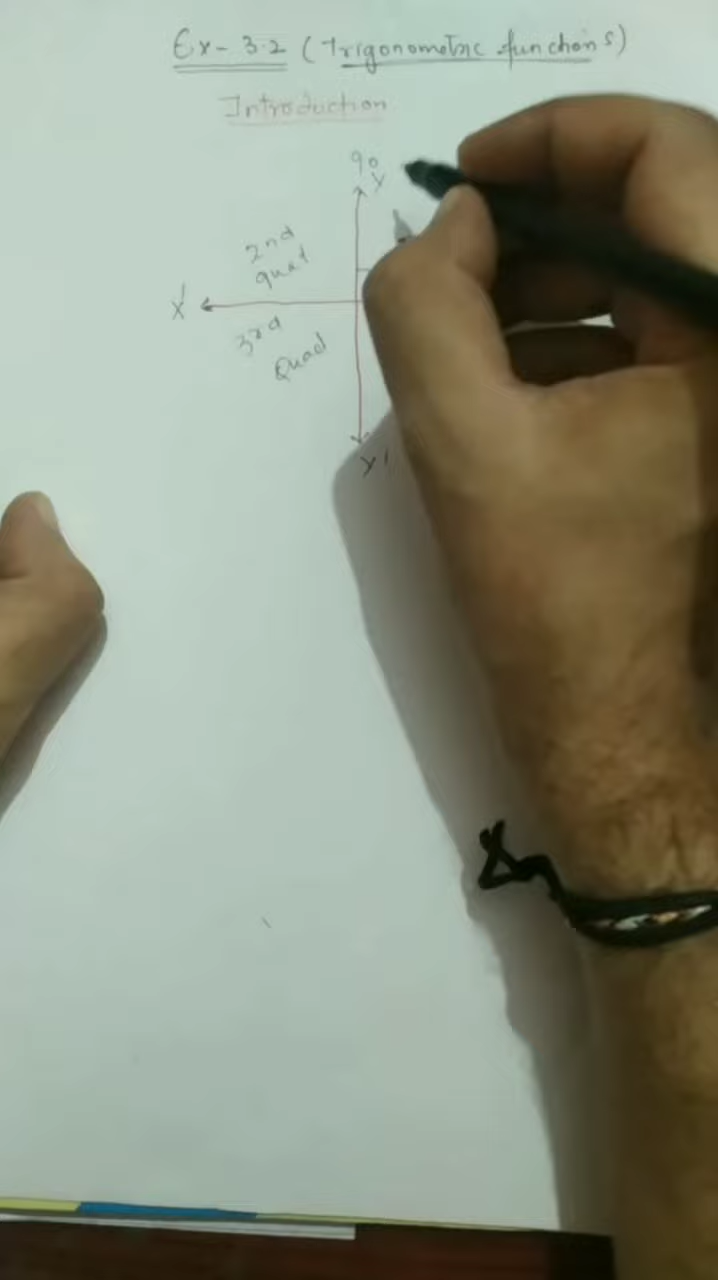 Ex - 3.2 (Trigonometric functions)
Introduction
90
Y
2nd
quad
X'
3rd
Quad
Y'